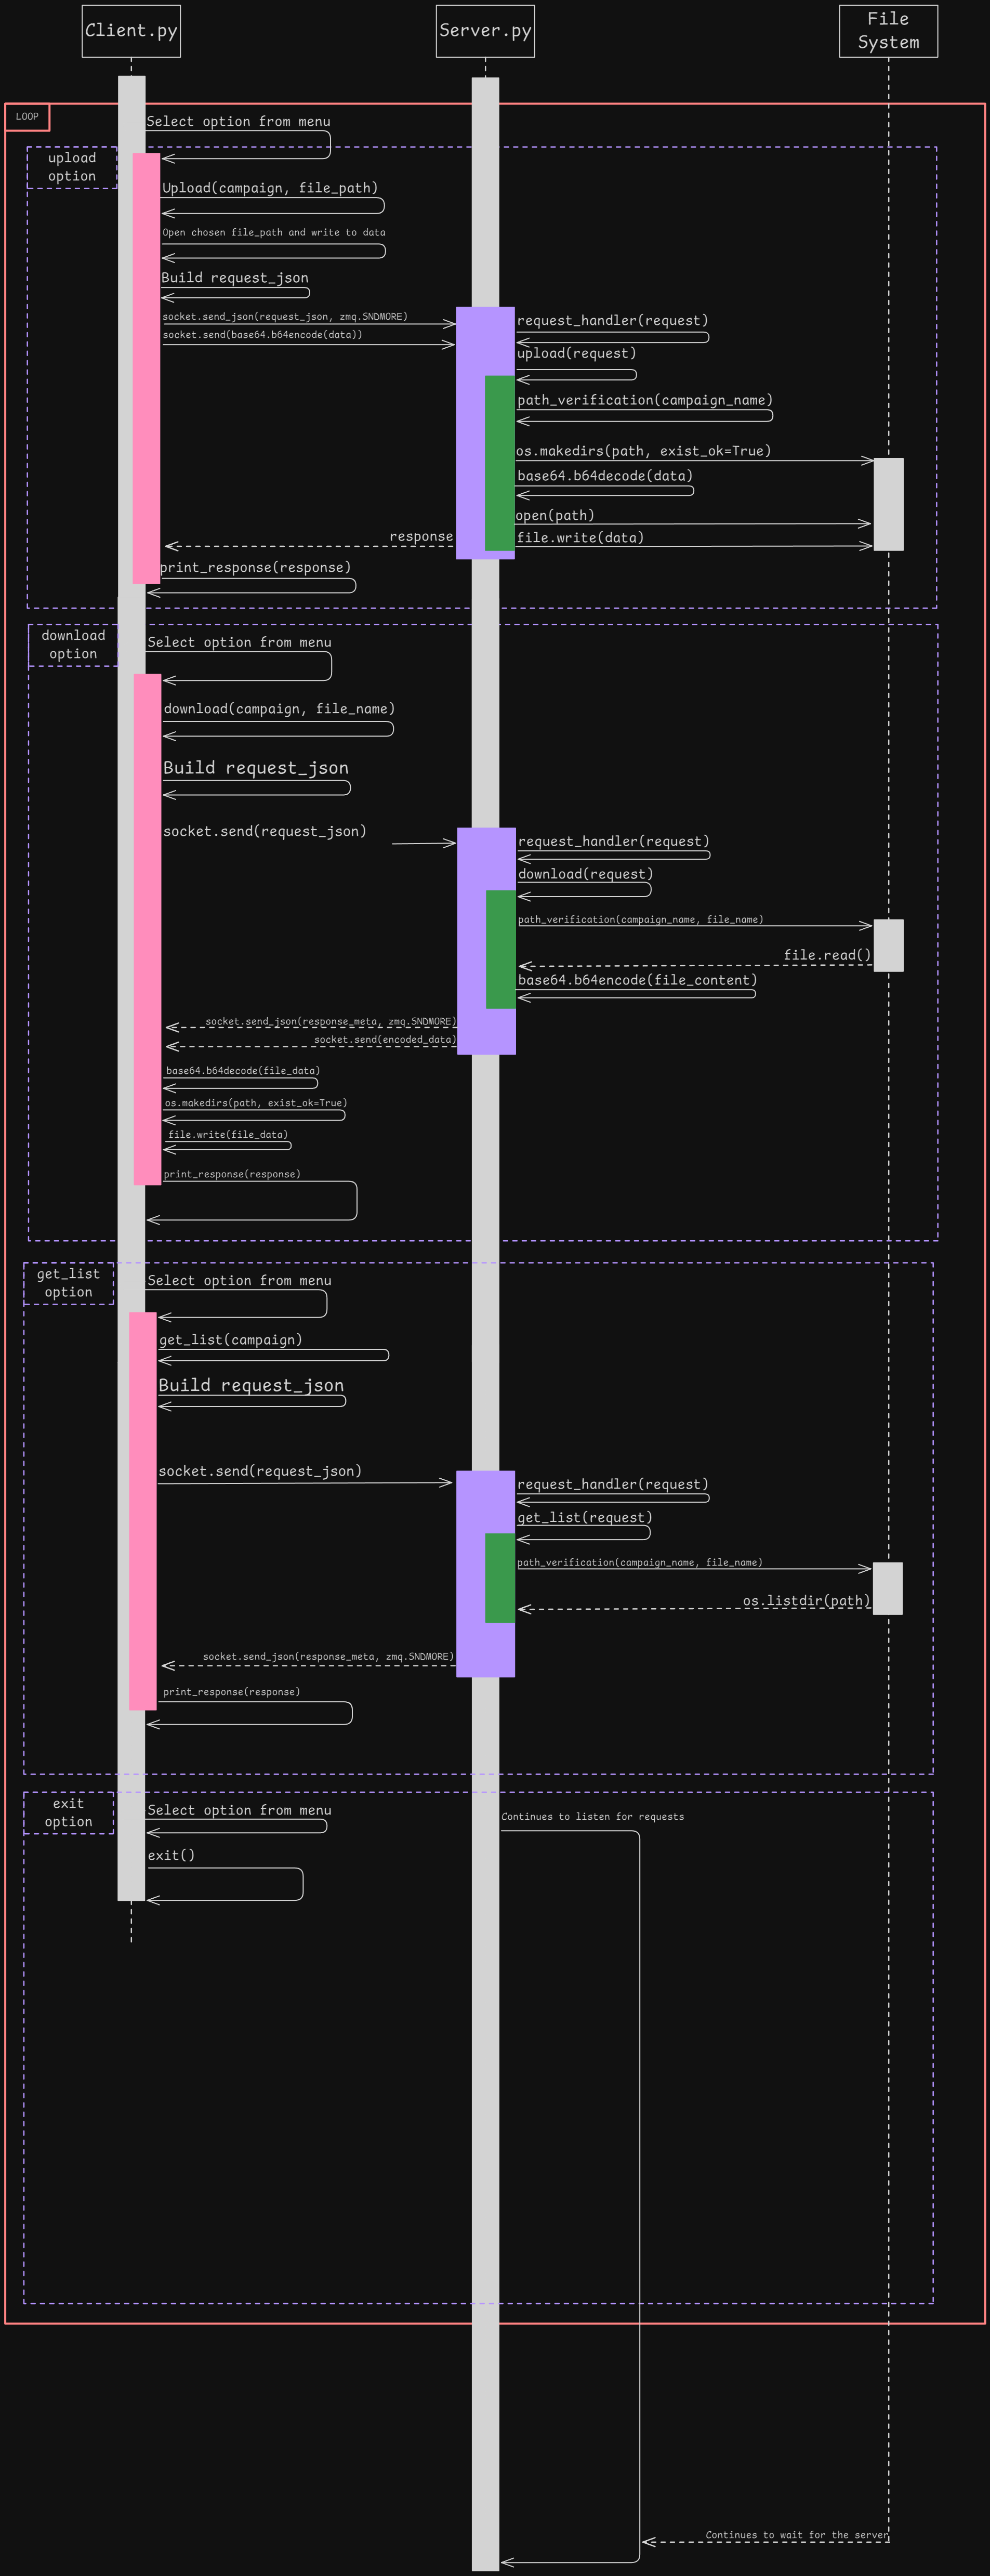 Client.py
Server.py
File
System
LOOP
Select option from menu
upload
option
Upload(campaign, file_path)
Open chosen file_path and write to data
Build request_json
socket.send_json(request_json, zmq.SNDMORE)
socket.send(base64.b64encode(data))
request_handler(request)
upload(request)
path_verification(campaign_name)
os.makedirs(path, exist_ok=True)
base64.b64decode(data)
open(path)
response
file.write(data)
print_response(response)
download
option
Select option from menu
download(campaign, file_name)
Build request_json
socket.send(request_json)
request_handler(request)
download(request)
path_verification(campaign_name, file_name)
file.read()
base64.b64encode(file_content)
socket.send_json(response_meta, zmq.SNDMORE)
socket.send(encoded_data)
base64.b64decode(file_data)
os.makedirs(path, exist_ok=True)
file.write(file_data)
print_response(response)
get_list
option
Select option from menu
get_list(campaign)
Build request_json
socket.send(request_json)
request_handler(request)
get_list(request)
path_verification(campaign_name, file_name)
os.listdir(path)
socket.send_json(response_meta, zmq.SNDMORE)
print_response(response)
exit
option
Select option from menu
Continues to listen for requests
exit()
Continues to wait for the server